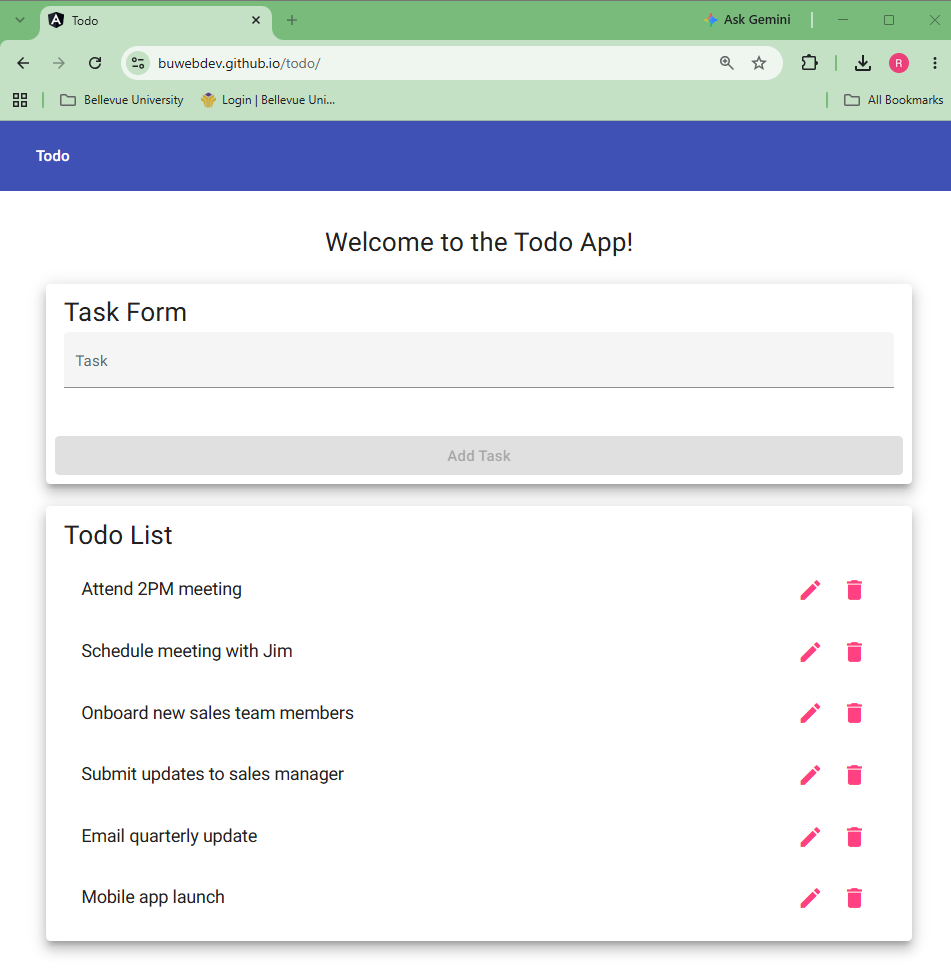 Todo
Ask Gemini
buwebdev.github.io/todo/
R
Bellevue University
Login | Bellevue Uni...
All Bookmarks
Todo
Welcome to the Todo App!
Task Form
Task
Add Task
Todo List
Attend 2PM meeting
Schedule meeting with Jim
Onboard new sales team members
Submit updates to sales manager
Email quarterly update
Mobile app launch